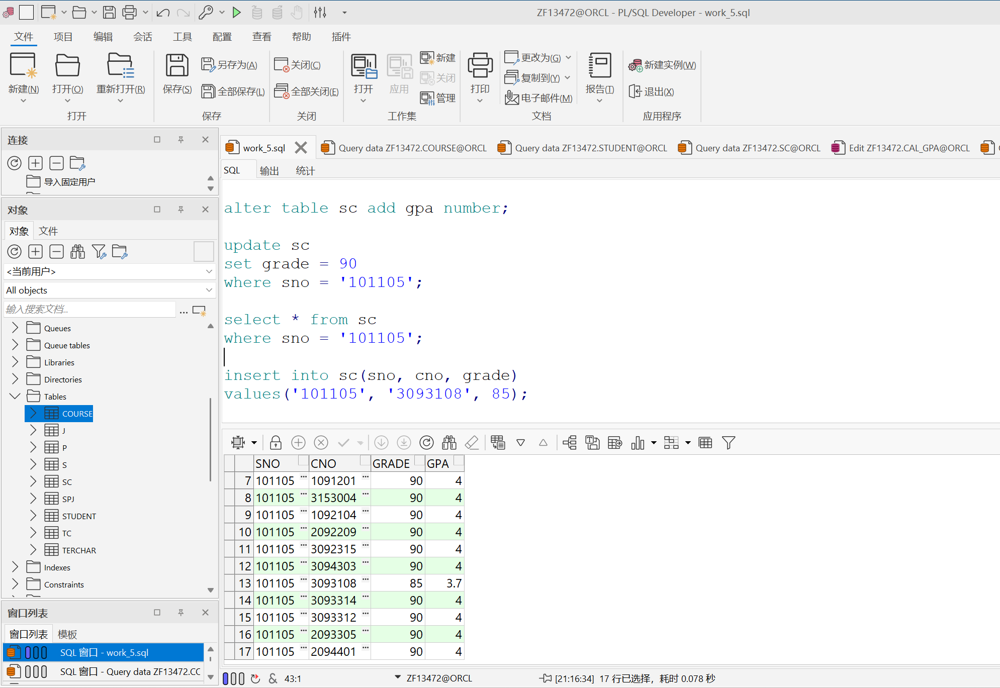 ZF13472@ORCL - PL/SQL Developer - work_5.sql
文件 项目 编辑 会话 工具 配置 查看 帮助 插件
新建(N)
打开(O)
重新打开(R)
打开
保存(S)
另存为(A)
全部保存(L)
保存
关闭(C)
全部关闭(E)
关闭
打开
应用
新建
关闭
管理
工作集
打印
更改为(G)
复制到(Y)
电子邮件(M)
文档
报告(T)
新建实例(W)
退出(X)
应用程序
连接
导入固定用户
对象
对象 文件
<当前用户>
All objects
输入搜索文档...
...
Queues
Queue tables
Libraries
Directories
Tables
COURSE
J
P
S
SC
SPJ
STUDENT
TC
TERCHAR
Indexes
Constraints
窗口列表
窗口列表 模板
SQL 窗口 - work_5.sql
SQL 窗口 - Query data ZF13472.CC
work_5.sql
Query data ZF13472.COURSE@ORCL
Query data ZF13472.STUDENT@ORCL
Query data ZF13472.SC@ORCL
Edit ZF13472.CAL_GPA@ORCL
SQL 输出 统计
alter table sc add gpa number;
update sc
set grade = 90
where sno = '101105';
select * from sc
where sno = '101105';
insert into sc(sno, cno, grade)
values('101105', '3093108', 85);
SNO CNO GRADE GPA
7 101105 ... 1091201 ... 90 4
8 101105 ... 3153004 ... 90 4
9 101105 ... 1092104 ... 90 4
10 101105 ... 2092209 ... 90 4
11 101105 ... 3092315 ... 90 4
12 101105 ... 3094303 ... 90 4
13 101105 ... 3093108 ... 85 3.7
14 101105 ... 3093314 ... 90 4
15 101105 ... 3093312 ... 90 4
16 101105 ... 2093305 ... 90 4
17 101105 ... 2094401 ... 90 4
& 43:1 ZF13472@ORCL [21:16:34] 17 行已选择，耗时 0.078 秒